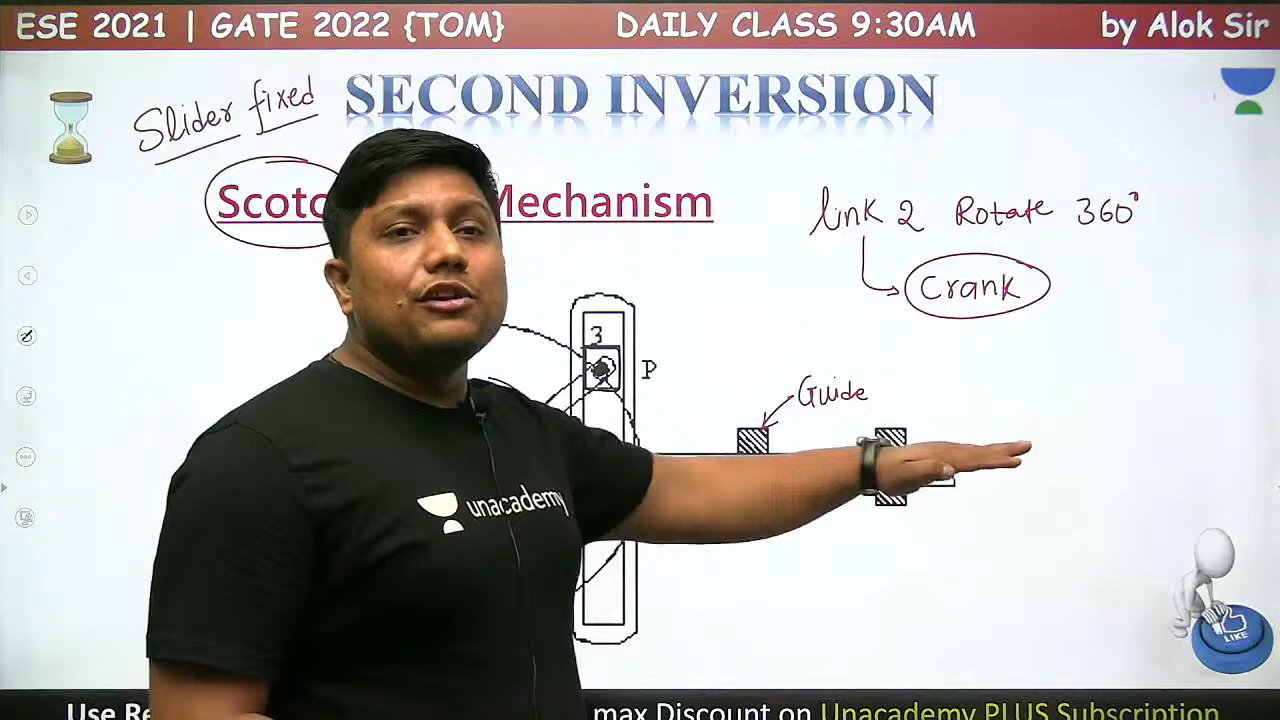 ESE 2021 | GATE 2022 {TOM} DAILY CLASS 9:30AM by Alok Sir
Slider fixed SECOND INVERSION
Scotc Mechanism
link 2 Rotate 360°
Crank
3
P
Guide
unacademy
LIKE
Use Re max Discount on Unacademy PLUS Subscription